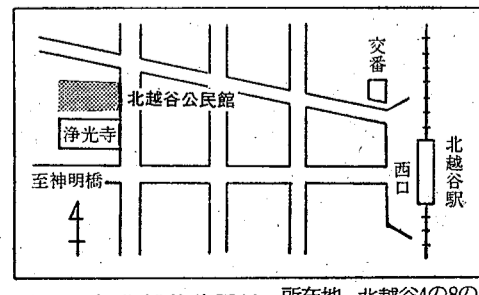 交番
北越谷公民館
浄光寺
北越谷駅
西口
至神明橋
所在地 北越谷4の8の